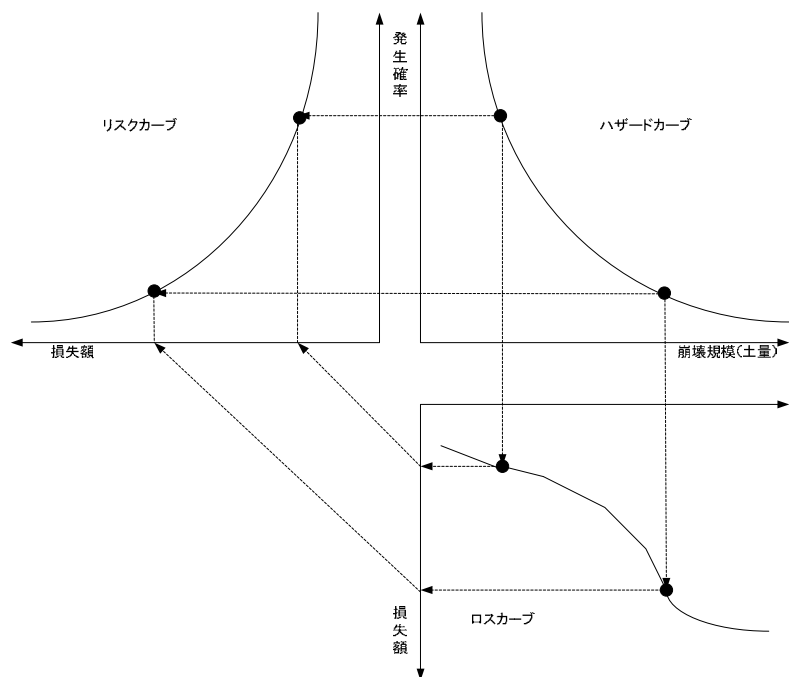 発生確率
リスクカーブ
ハザードカーブ
損失額
崩壊規模(土量)
損失額
ロスカーブ